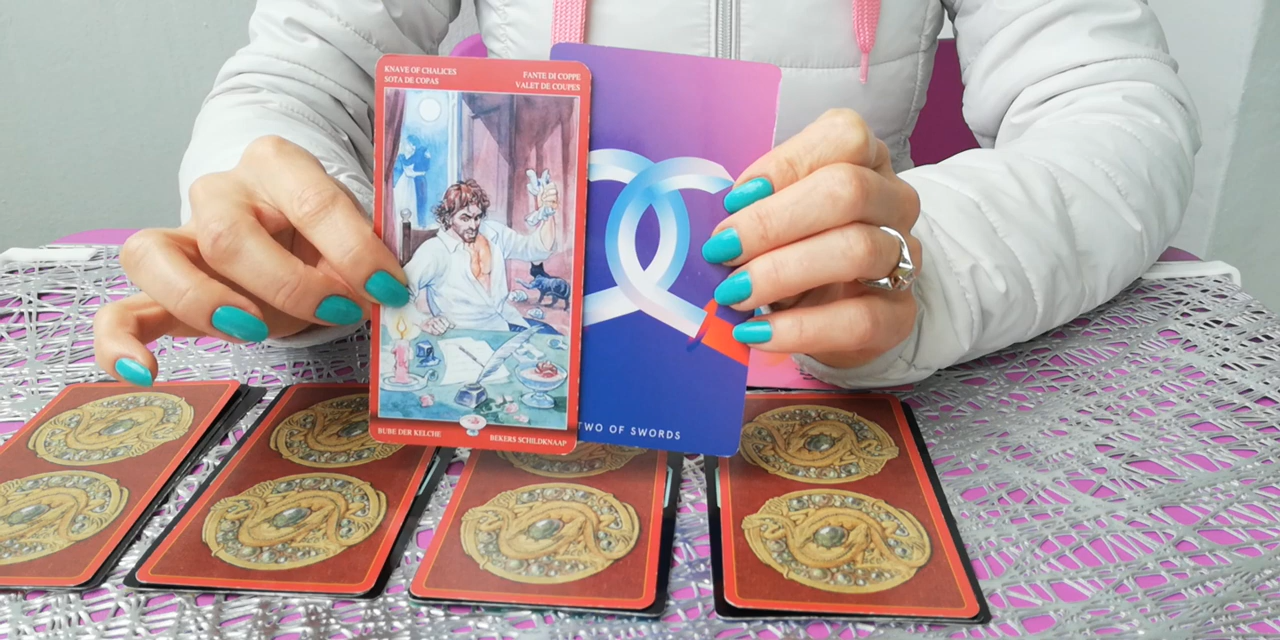 KNAVE OF CHALICES
SOTA DE COPAS
FANTE DI COPPE
VALET DE COUPES
BUBE DER KELCHE
BEKERS SCHILDKNAAP
TWO OF SWORDS